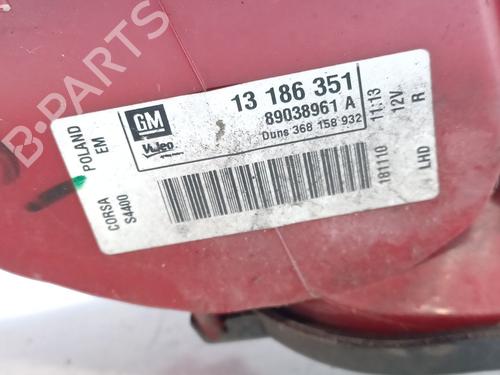 POLAND
EM
GM
Valeo
13 186 351
89038961 A
Duns 368 158 932
11:13
181110
12V
R
LHD
CORSA
S4400
B-PARTS